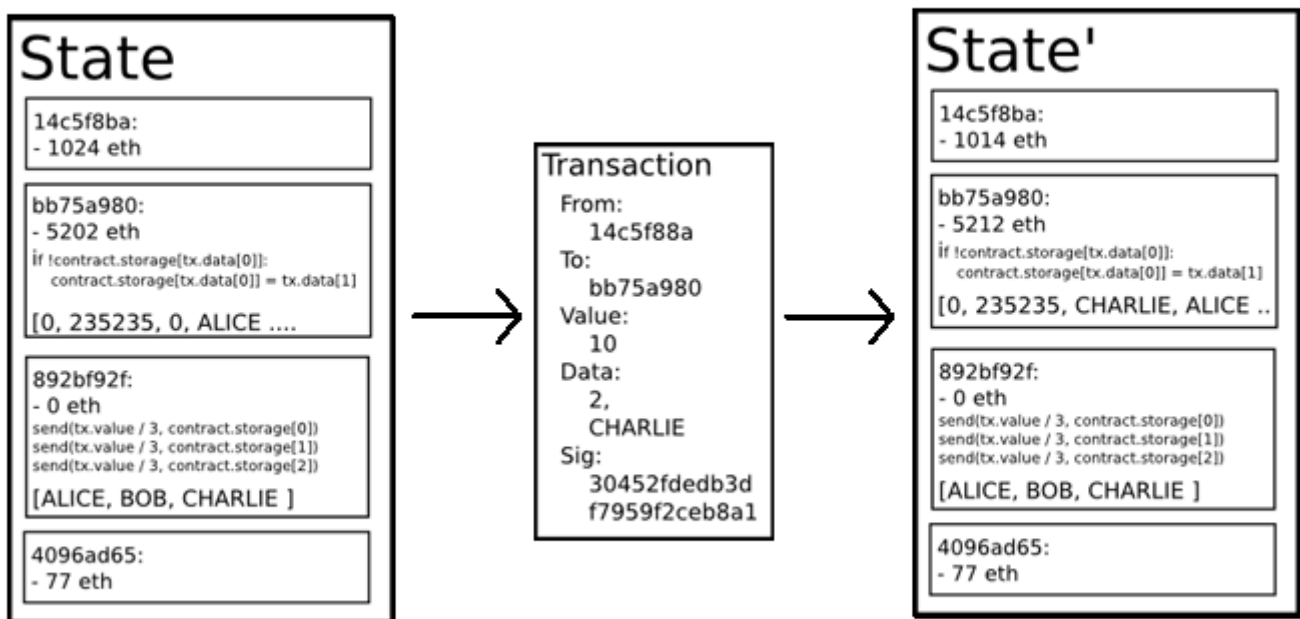 State
14c5f8ba:
- 1024 eth
bb75a980:
- 5202 eth
if !contract.storage[tx.data[0]]:
contract.storage[tx.data[0]] = tx.data[1]
[0, 235235, 0, ALICE ....
892bf92f:
- 0 eth
send(tx.value / 3, contract.storage[0])
send(tx.value / 3, contract.storage[1])
send(tx.value / 3, contract.storage[2])
[ALICE, BOB, CHARLIE ]
4096ad65:
- 77 eth
Transaction
From:
14c5f88a
To:
bb75a980
Value:
10
Data:
2,
CHARLIE
Sig:
30452fdedb3d
f7959f2ceb8a1
State'
14c5f8ba:
- 1014 eth
bb75a980:
- 5212 eth
if !contract.storage[tx.data[0]]:
contract.storage[tx.data[0]] = tx.data[1]
[0, 235235, CHARLIE, ALICE ..
892bf92f:
- 0 eth
send(tx.value / 3, contract.storage[0])
send(tx.value / 3, contract.storage[1])
send(tx.value / 3, contract.storage[2])
[ALICE, BOB, CHARLIE ]
4096ad65:
- 77 eth